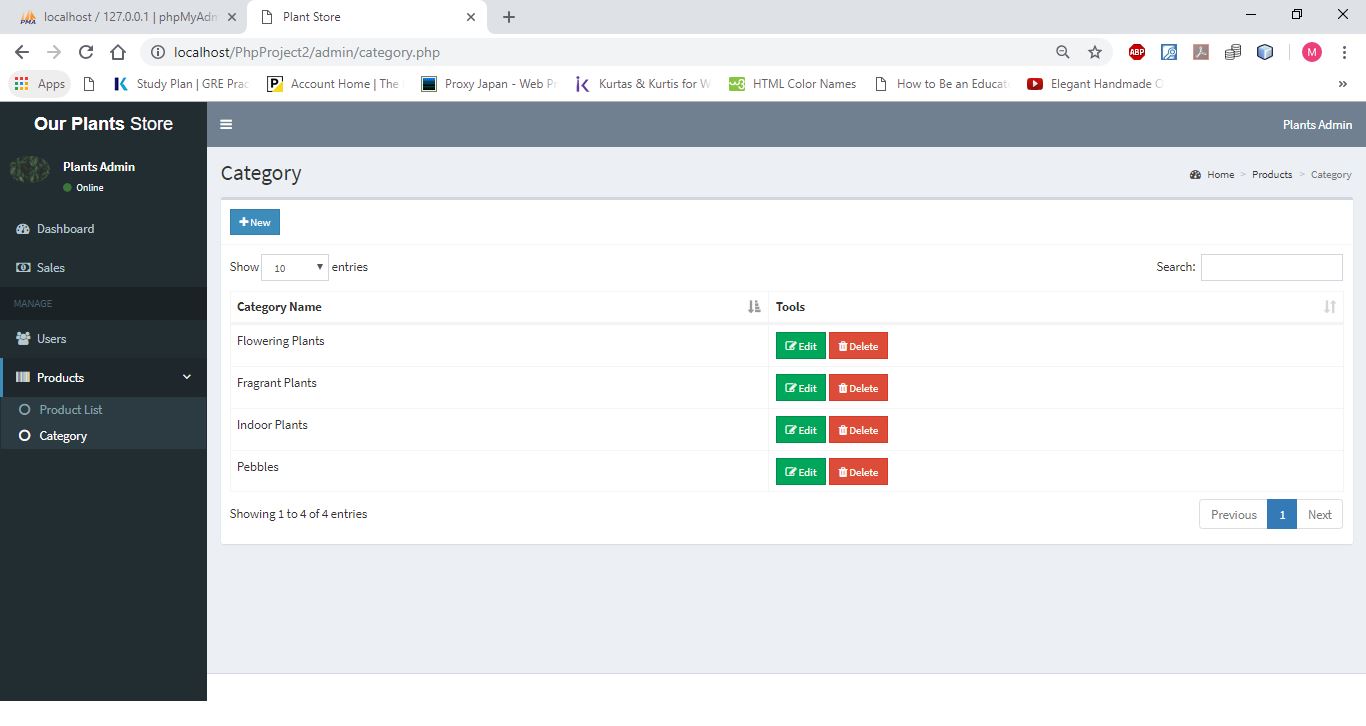 localhost / 127.0.0.1 | phpMyAdm
Plant Store
localhost/PhpProject2/admin/category.php
ABP
M
Apps
Study Plan | GRE Prac
Account Home | The
Proxy Japan - Web Pr
Kurtas & Kurtis for W
HTML Color Names
How to Be an Educat
Elegant Handmade C
Our Plants Store
Plants Admin
Plants Admin
Online
Category
Home > Products > Category
Dashboard
Sales
MANAGE
Users
Products
Product List
Category
New
Show 10 entries
Search:
Category Name
Tools
Flowering Plants
Edit Delete
Fragrant Plants
Edit Delete
Indoor Plants
Edit Delete
Pebbles
Edit Delete
Showing 1 to 4 of 4 entries
Previous 1 Next